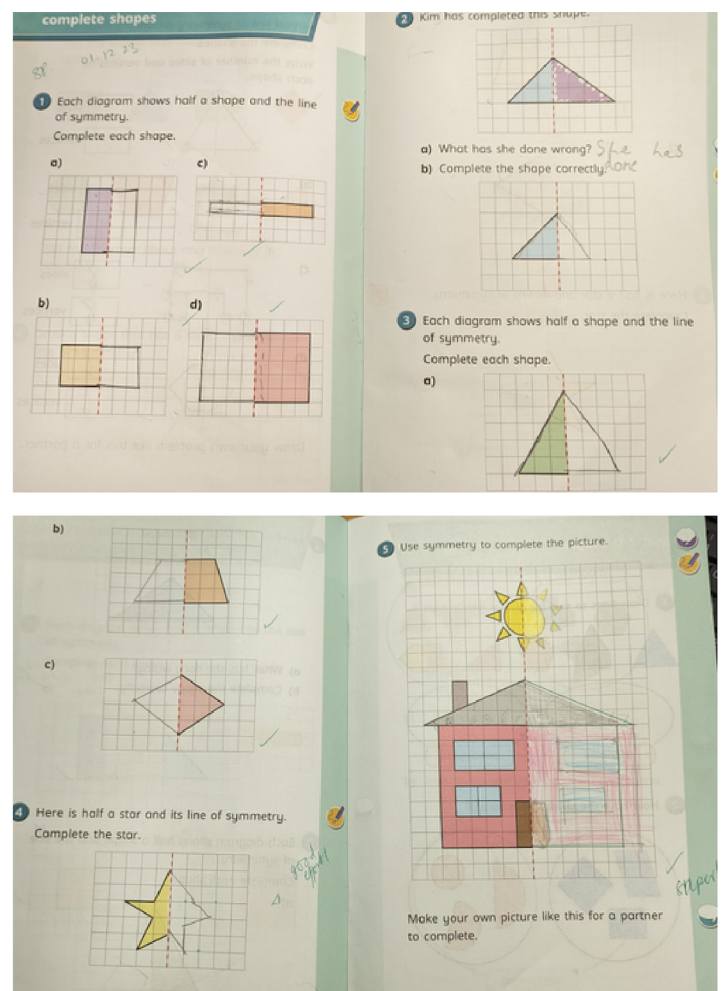 complete shapes
SP. 01.12.23
1 Each diagram shows half a shape and the line
of symmetry.
Complete each shape.
a)
c)
b)
d)
2 Kim has completed this shape.
a) What has she done wrong? She has
b) Complete the shape correctly. done
3 Each diagram shows half a shape and the line
of symmetry.
Complete each shape.
a)
b)
c)
4 Here is half a star and its line of symmetry.
Complete the star.
good
effort!
5 Use symmetry to complete the picture.
super!
Make your own picture like this for a partner
to complete.